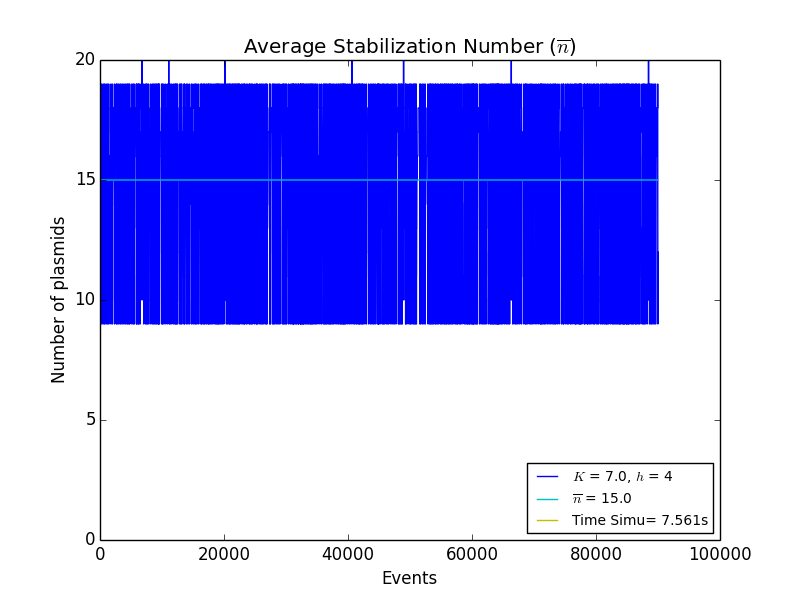 Average Stabilization Number (n̅)
20
15
10
5
0
Number of plasmids
0 20000 40000 60000 80000 100000
Events
K = 7.0, h = 4
n̅ = 15.0
Time Simu= 7.561s